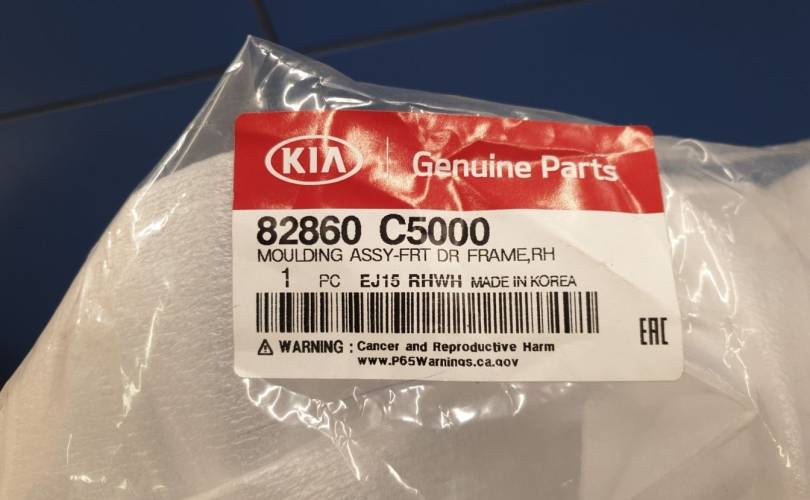 KIA Genuine Parts
82860 C5000
MOULDING ASSY-FRT DR FRAME,RH
1 PC EJ15 RHWH MADE IN KOREA
WARNING : Cancer and Reproductive Harm
www.P65Warnings.ca.gov
EAC